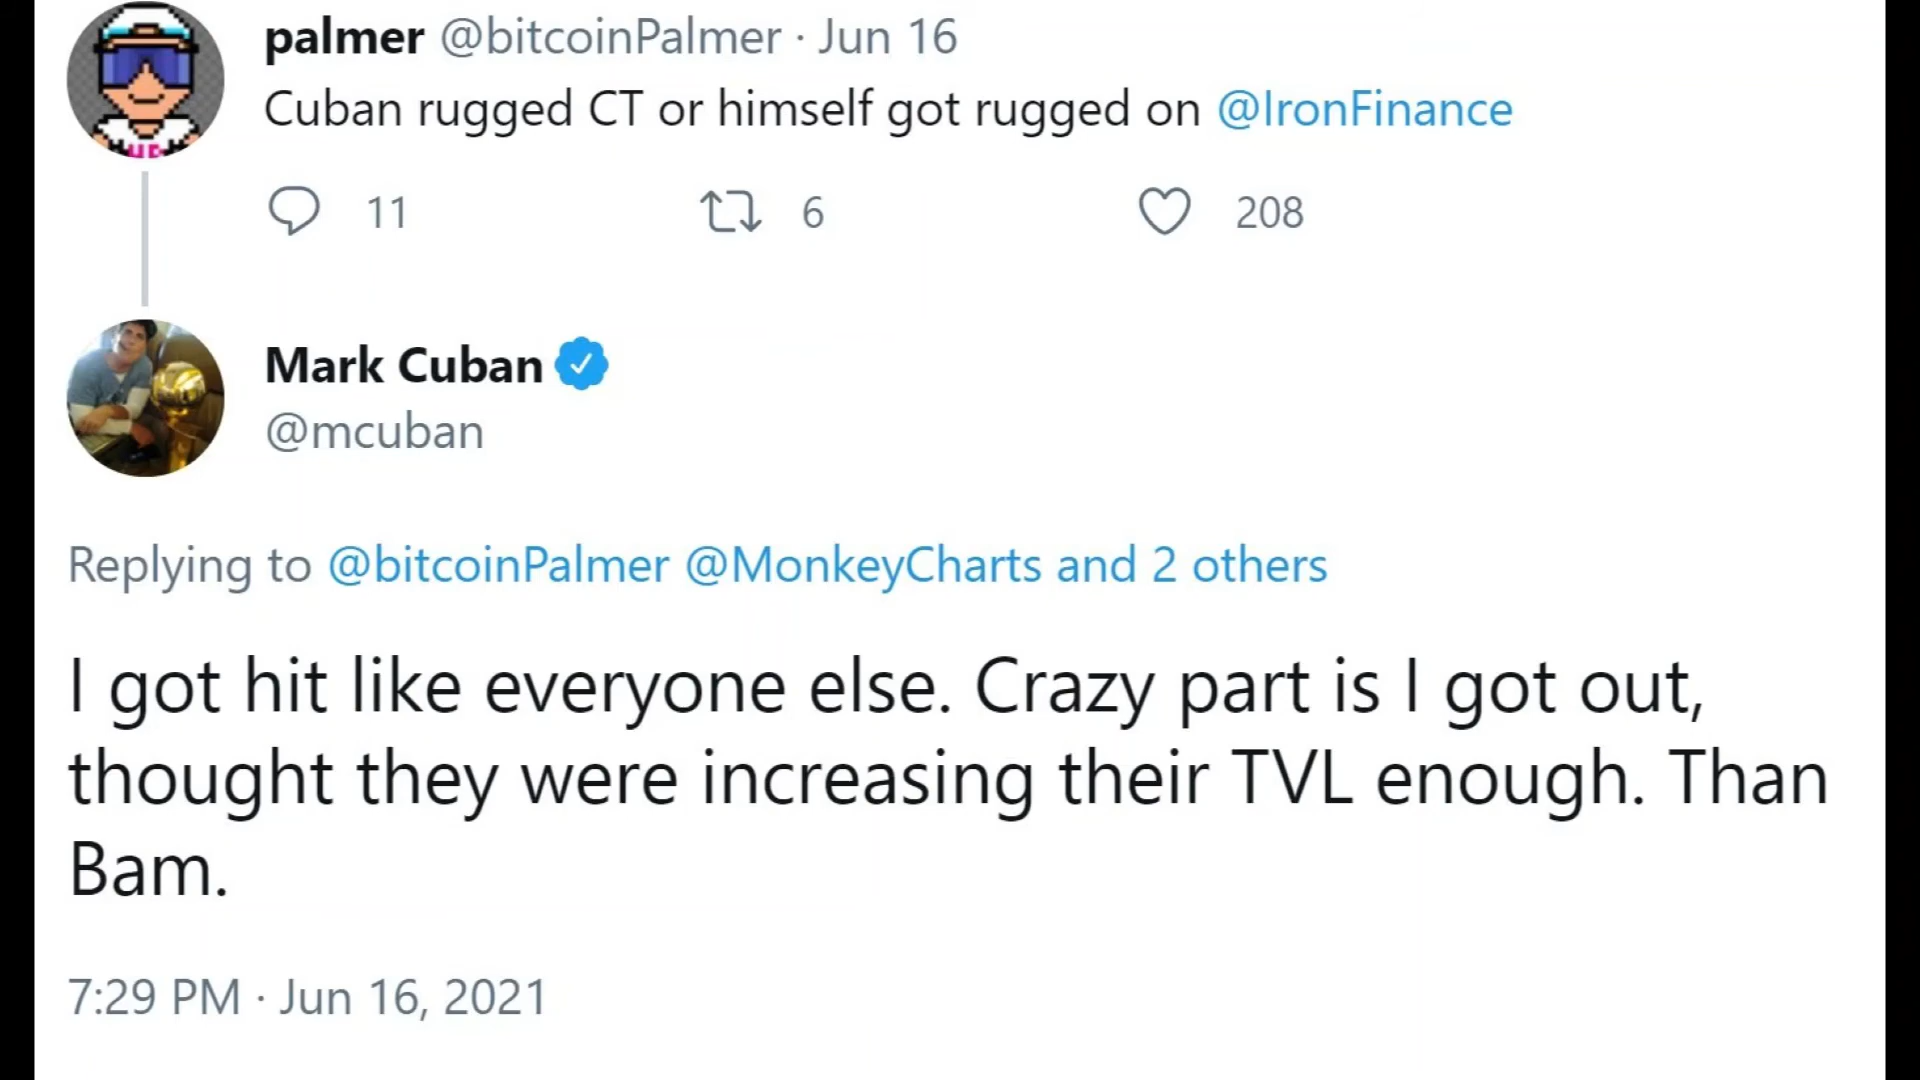 palmer @bitcoinPalmer · Jun 16
Cuban rugged CT or himself got rugged on @IronFinance
11 6 208
Mark Cuban
@mcuban
Replying to @bitcoinPalmer @MonkeyCharts and 2 others
I got hit like everyone else. Crazy part is I got out,
thought they were increasing their TVL enough. Than
Bam.
7:29 PM · Jun 16, 2021